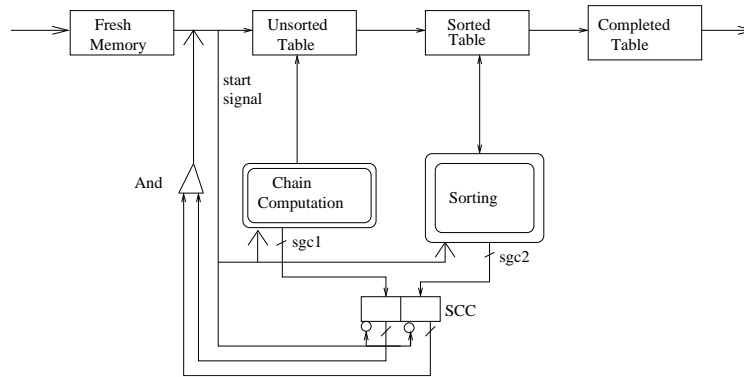 Fresh
Memory
Unsorted
Table
Sorted
Table
Completed
Table
start
signal
And
Chain
Computation
Sorting
sgc1
sgc2
SCC